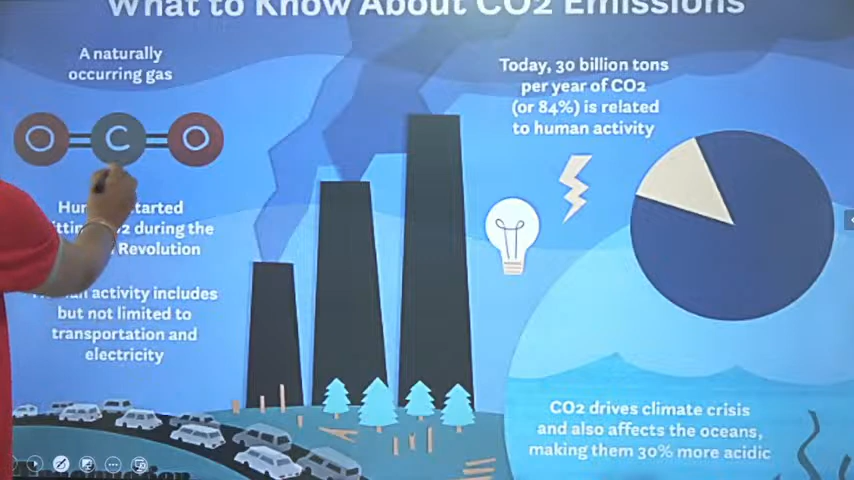 What to Know About CO2 Emissions
A naturally
occurring gas
O C O
started
2 during the
Revolution
activity includes
but not limited to
transportation and
electricity
Today, 30 billion tons
per year of CO2
(or 84%) is related
to human activity
CO2 drives climate crisis
and also affects the oceans,
making them 30% more acidic